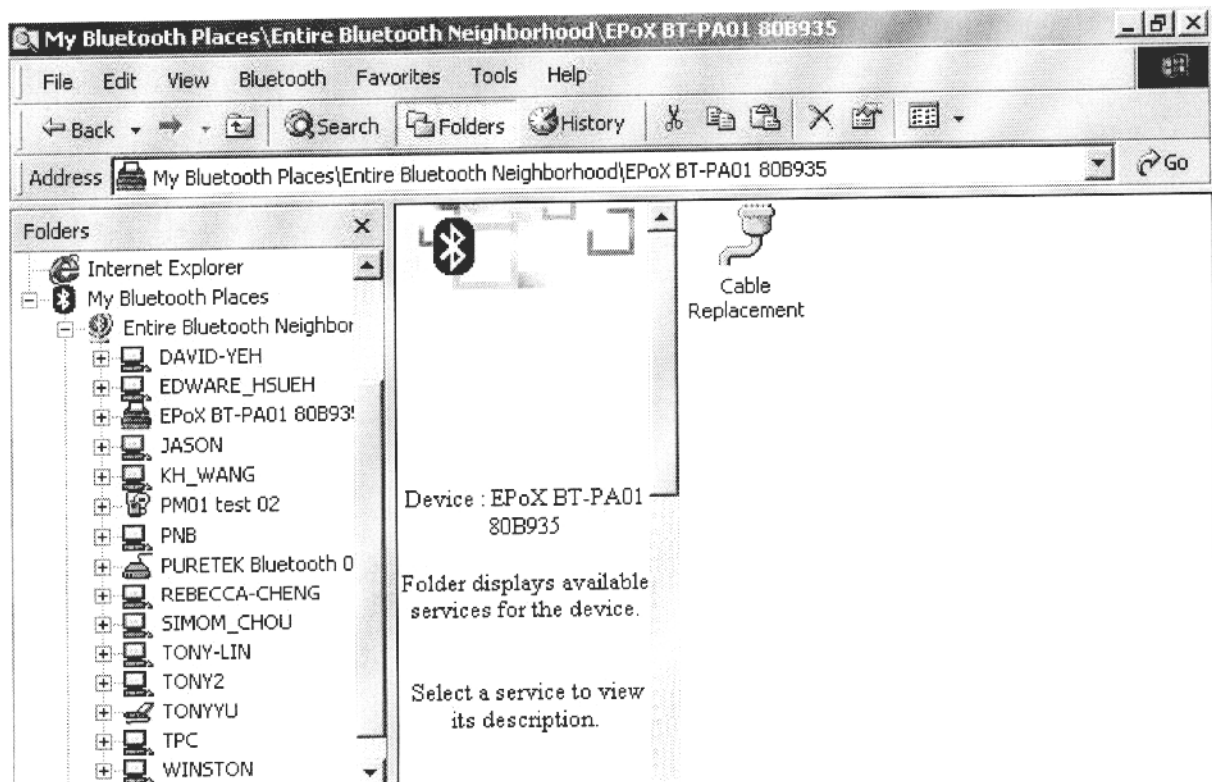 My Bluetooth Places\Entire Bluetooth Neighborhood\EPoX BT-PA01 80B935
File Edit View Bluetooth Favorites Tools Help
Back Search Folders History
Address My Bluetooth Places\Entire Bluetooth Neighborhood\EPoX BT-PA01 80B935 Go
Folders
Internet Explorer
My Bluetooth Places
Entire Bluetooth Neighbor
DAVID-YEH
EDWARE_HSUEH
EPoX BT-PA01 80B93
JASON
KH_WANG
PM01 test 02
PNB
PURETEK Bluetooth 0
REBECCA-CHENG
SIMOM_CHOU
TONY-LIN
TONY2
TONYYU
TPC
WINSTON
Device : EPoX BT-PA01
80B935
Folder displays available
services for the device.
Select a service to view
its description.
Cable
Replacement